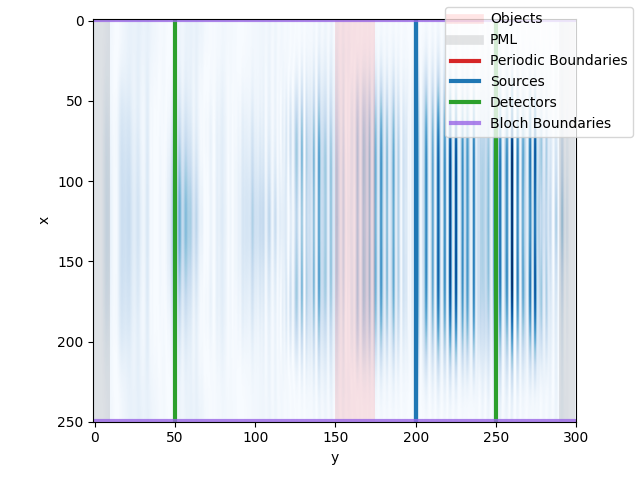 Objects
PML
Periodic Boundaries
Sources
Detectors
Bloch Boundaries
0
50
100
150
200
250
x
0 50 100 150 200 250 300
y